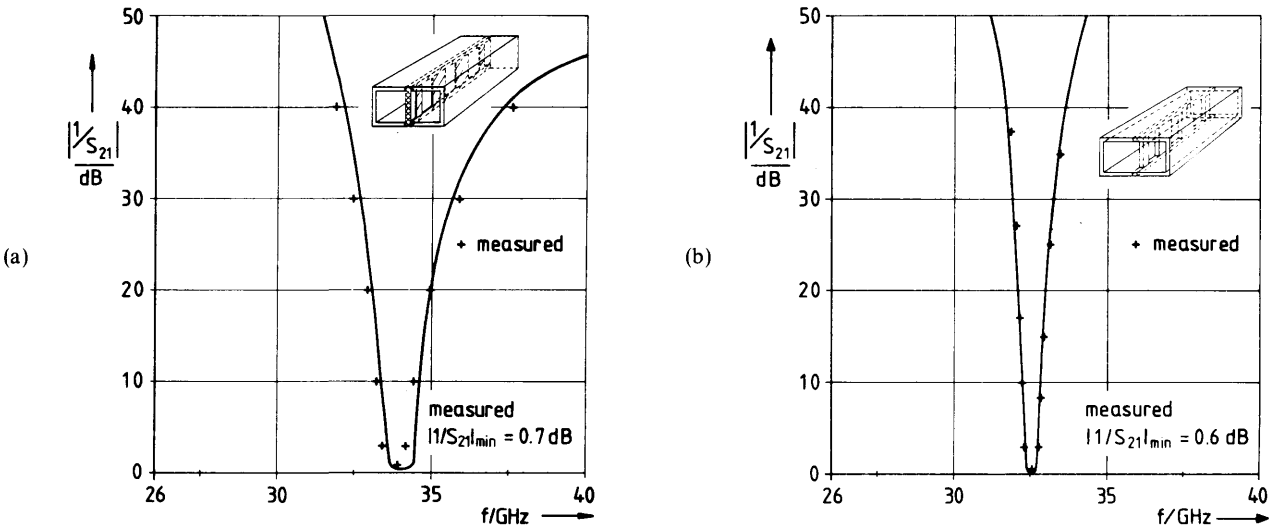 (a)
50
40
30
20
10
0
|1/S21|
dB
26
30
35
40
f/GHz
+ measured
measured
|1/S21|min = 0.7 dB
(b)
50
40
30
20
10
0
|1/S21|
dB
26
30
35
40
f/GHz
+ measured
measured
|1/S21|min = 0.6 dB